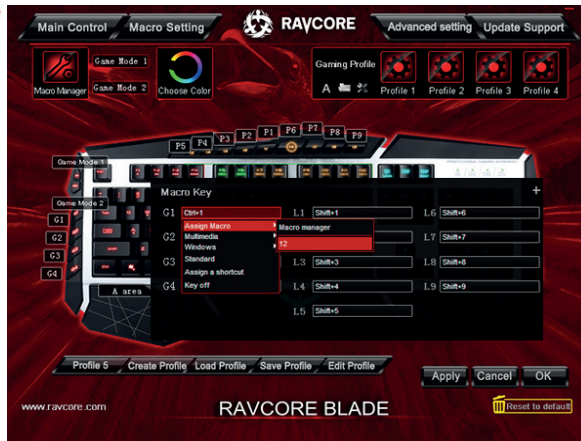 Main Control
Macro Setting
RAVCORE
Advanced setting
Update Support
Game Mode 1
Game Mode 2
Macro Manager
Choose Color
Gaming Profile
A
Profile 1
Profile 2
Profile 3
Profile 4
P5 P4 P3 P2 P1 P6 P7 P8 P9
Game Mode 1
Game Mode 2
G1
G2
G3
G4
A area
Macro Key
+
G1 Ctrl+1 L1 Shift+1 L6 Shift+6
Assign Macro Macro manager
G2 Multimedia 12 L7 Shift+7
Windows
G3 Standard L3 Shift+3 L8 Shift+8
Assign a shortcut
G4 Key off L4 Shift+4 L9 Shift+9
L5 Shift+5
Profile 5
Create Profile
Load Profile
Save Profile
Edit Profile
Apply
Cancel
OK
www.ravcore.com
RAVCORE BLADE
Reset to default